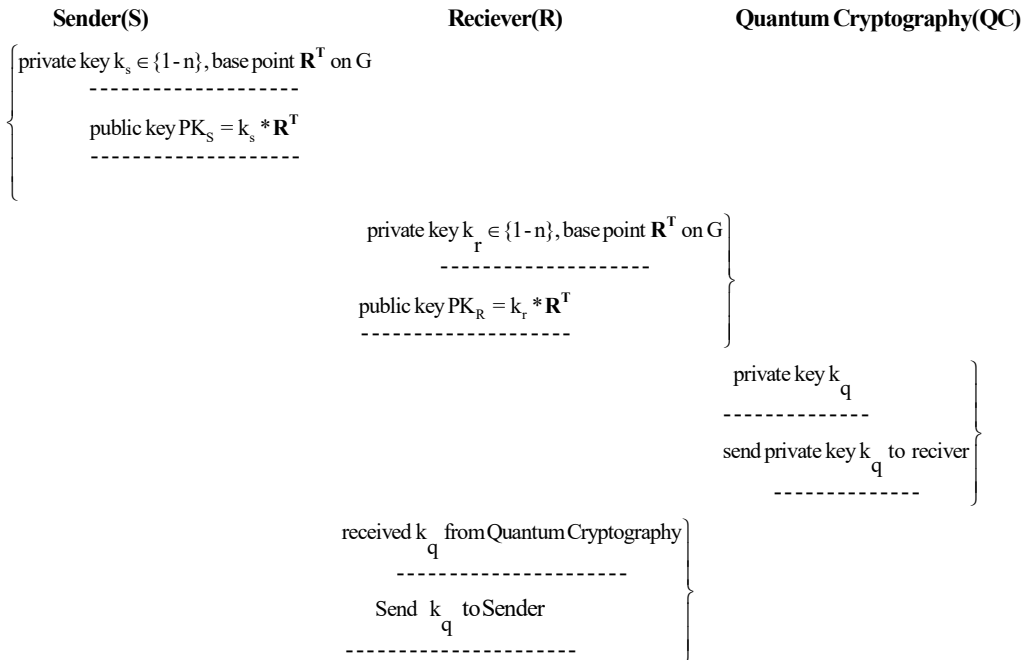 Sender(S) Reciever(R) Quantum Cryptography(QC)
private key k_s ∈ {1 - n}, base point R^T on G
public key PK_S = k_s * R^T
private key k_r ∈ {1 - n}, base point R^T on G
public key PK_R = k_r * R^T
private key k_q
send private key k_q to reciver
received k_q from Quantum Cryptography
Send k_q to Sender